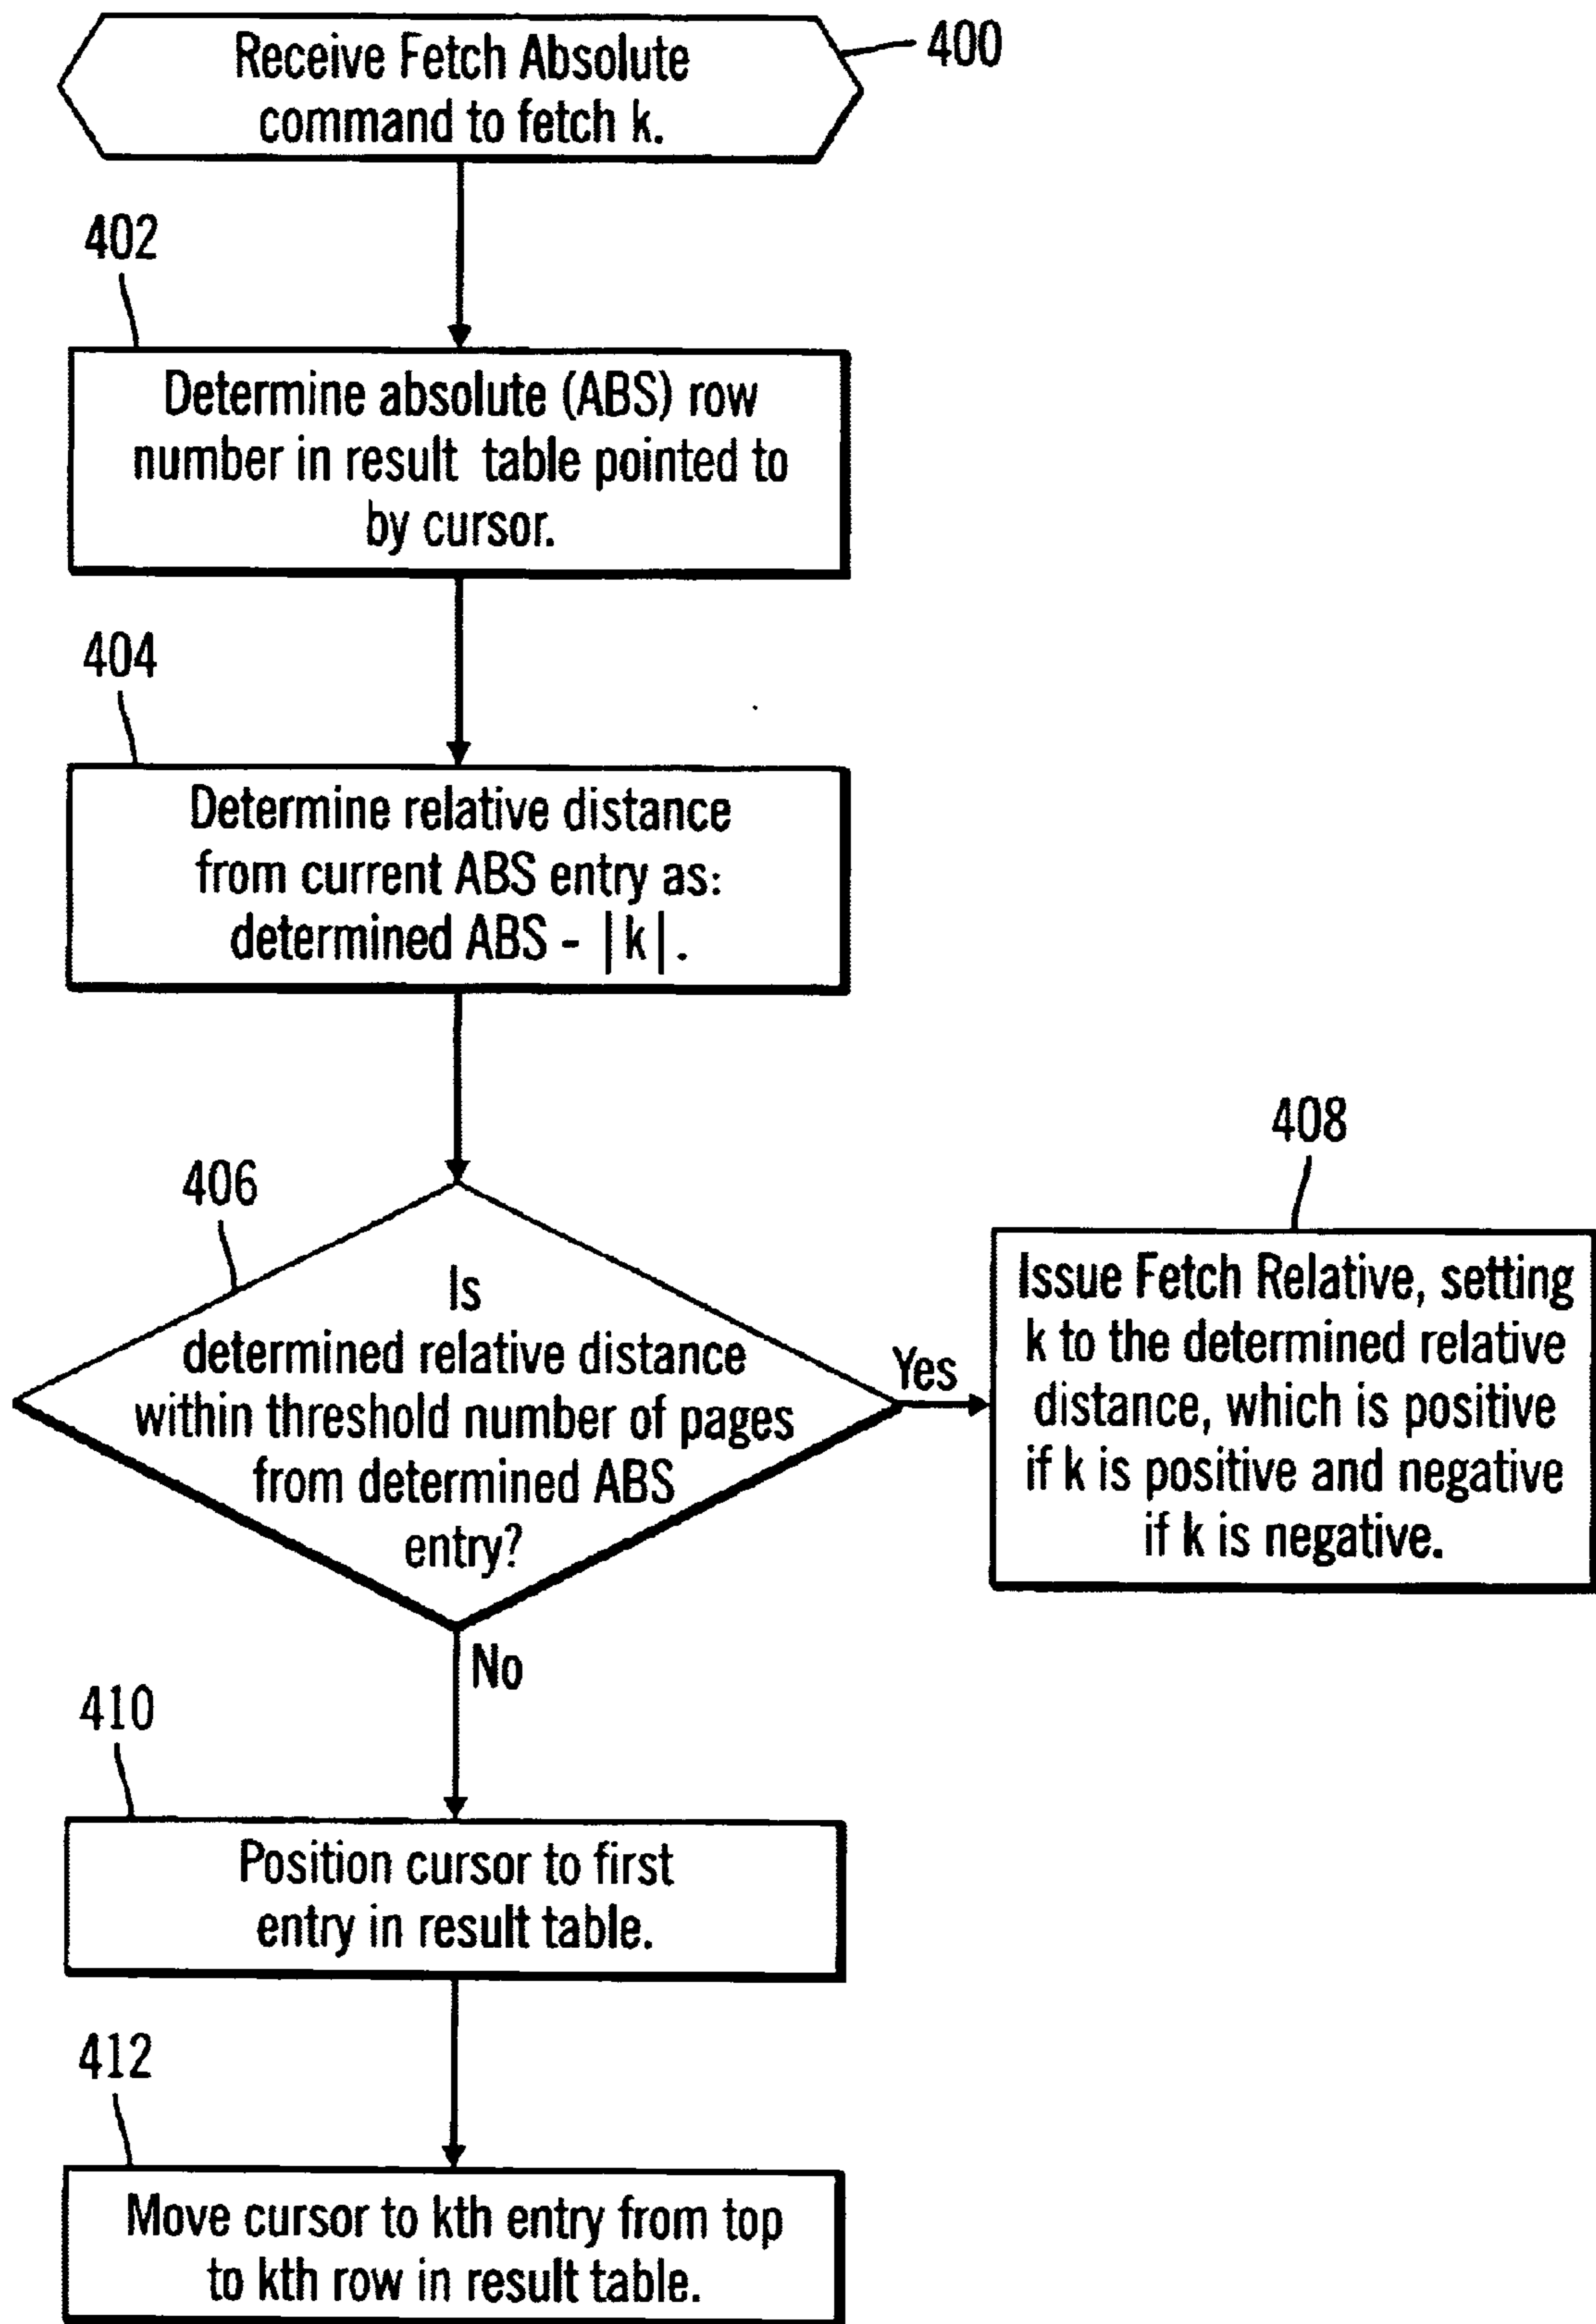 Receive Fetch Absolute
command to fetch k.
400
402
Determine absolute (ABS) row
number in result table pointed to
by cursor.
404
Determine relative distance
from current ABS entry as:
determined ABS - |k|.
406
Is
determined relative distance
within threshold number of pages
from determined ABS
entry?
Yes
408
Issue Fetch Relative, setting
k to the determined relative
distance, which is positive
if k is positive and negative
if k is negative.
No
410
Position cursor to first
entry in result table.
412
Move cursor to kth entry from top
to kth row in result table.